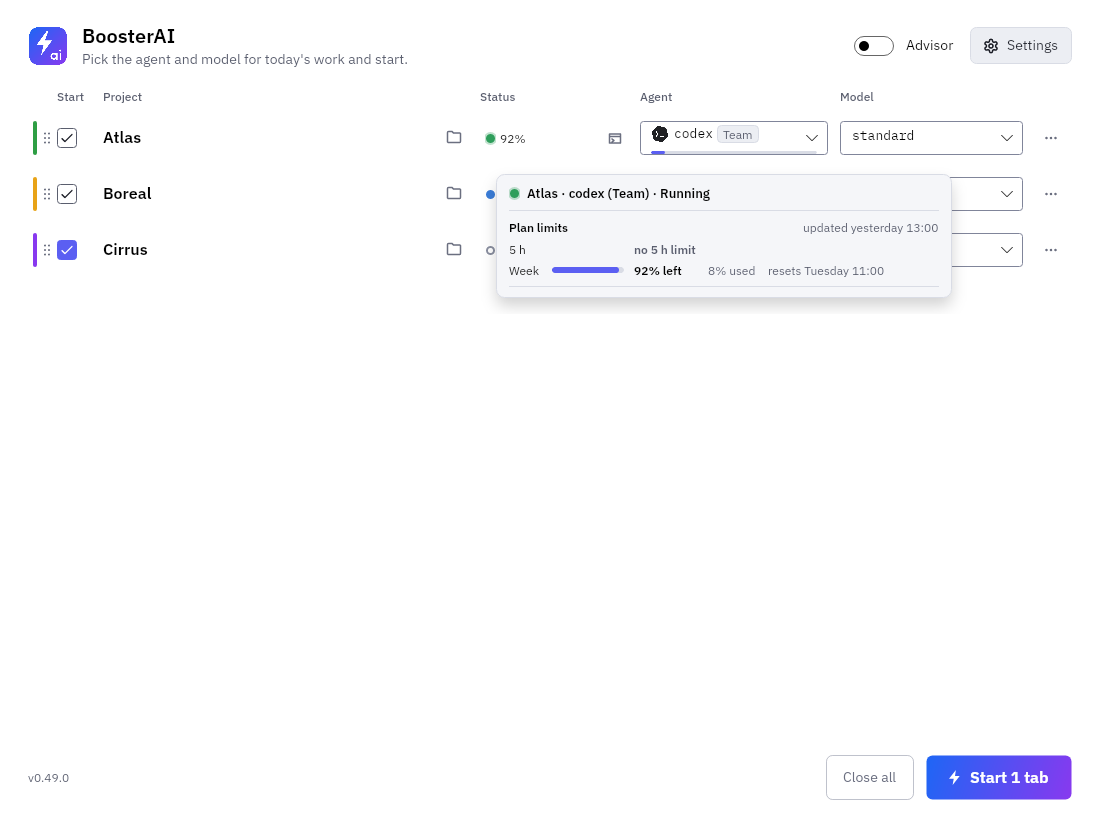 ai
BoosterAI
Pick the agent and model for today's work and start.
Advisor
Settings
Start Project Status Agent Model
Atlas 92% codex Team standard
Boreal
Cirrus
Atlas · codex (Team) · Running
Plan limits updated yesterday 13:00
5 h no 5 h limit
Week 92% left 8% used resets Tuesday 11:00
v0.49.0
Close all
Start 1 tab